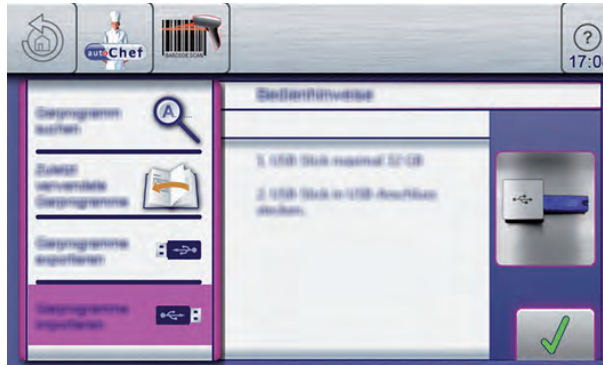 autoChef
BARCODE SCAN
?
17:0
Bedienhinweise
Garprogramm
suchen
A...
Zuletzt
verwendete
Garprogramme
Garprogramme
exportieren
Garprogramme
importieren
1. USB Stick maximal 32 GB
2. USB Stick in USB-Anschluss
stecken.